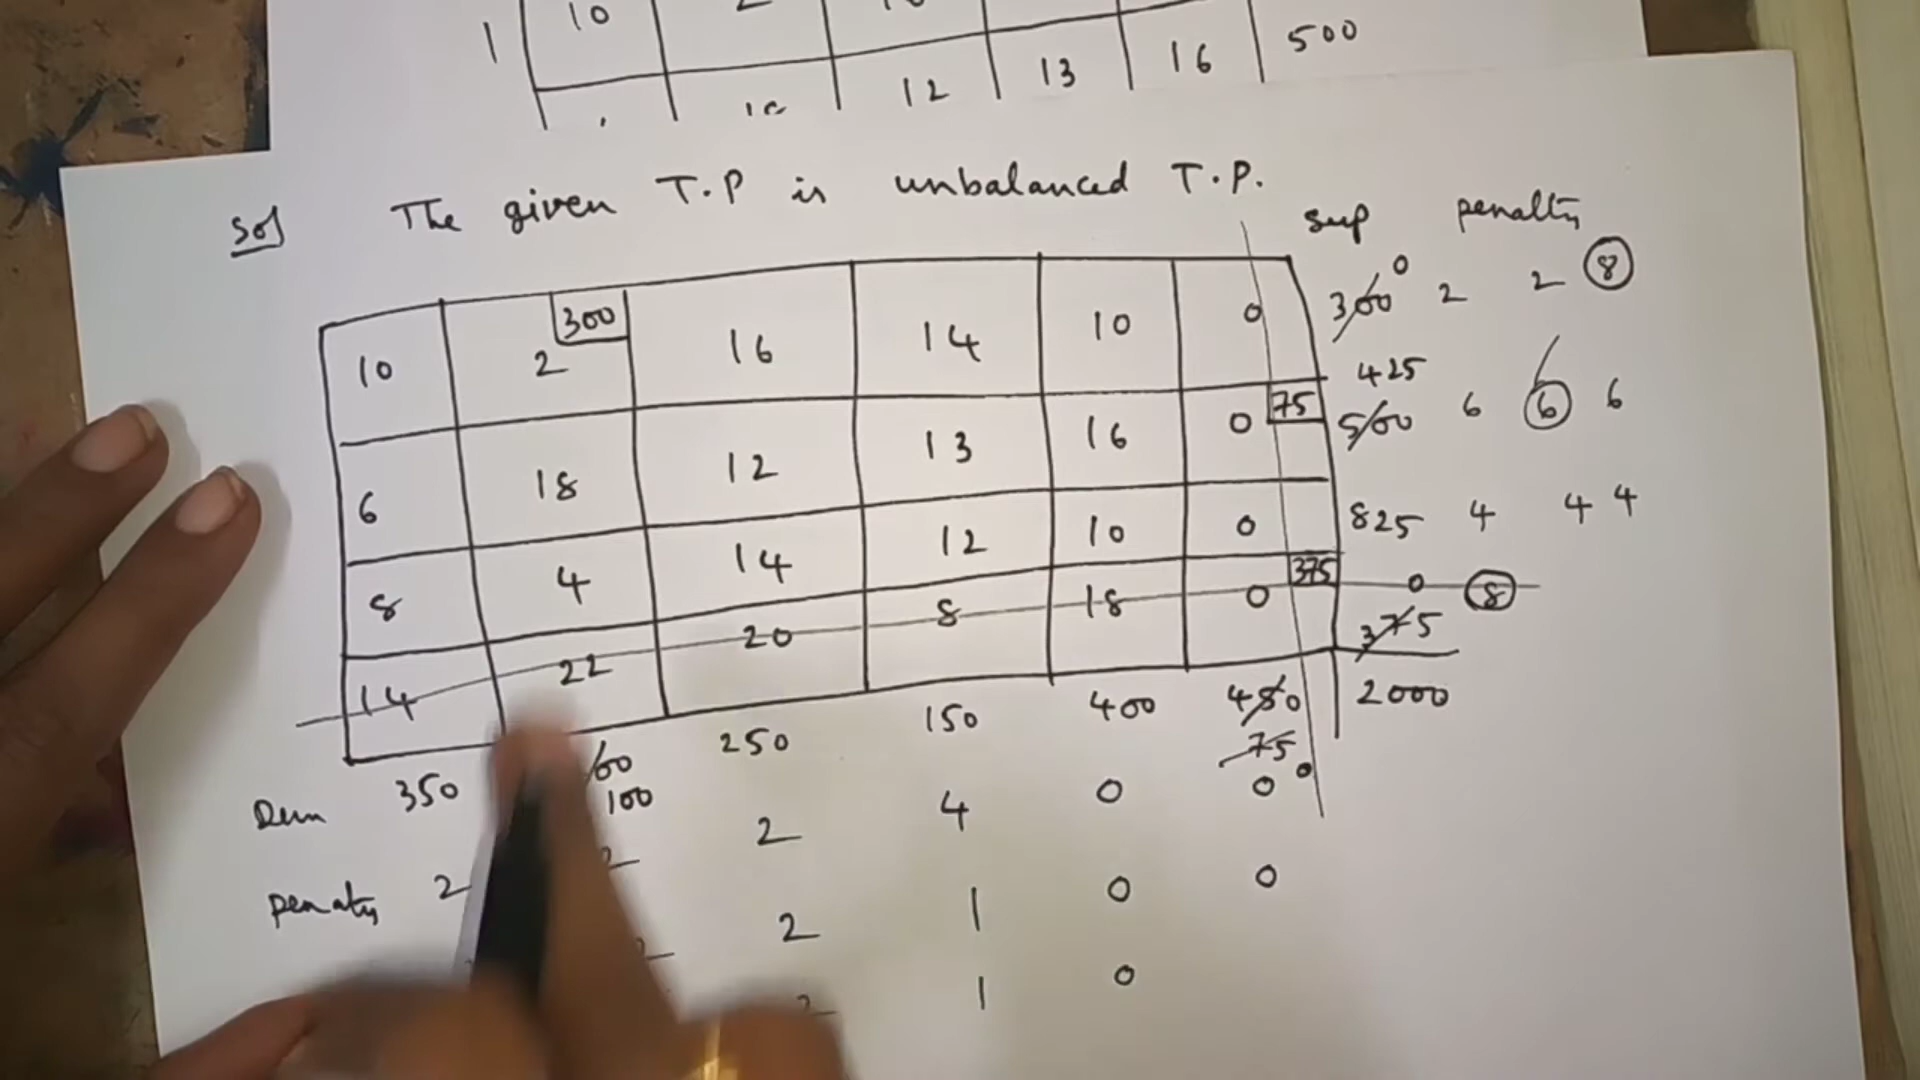 1 10 500
12 13 16
Sol The given T.P is unbalanced T.P.
sup penalty
10 2 300 16 14 10 0 300 0 2 2 8
6 18 12 13 16 0 75 500 425 6 6 6
8 4 14 12 10 0 825 4 4 4
14 22 20 8 18 0 375 375 0 8
Dem 350 100 250 150 400 450 75 0 2000
penalty 2 2 2 4 0 0
2 2 1 0 0
2 1 0